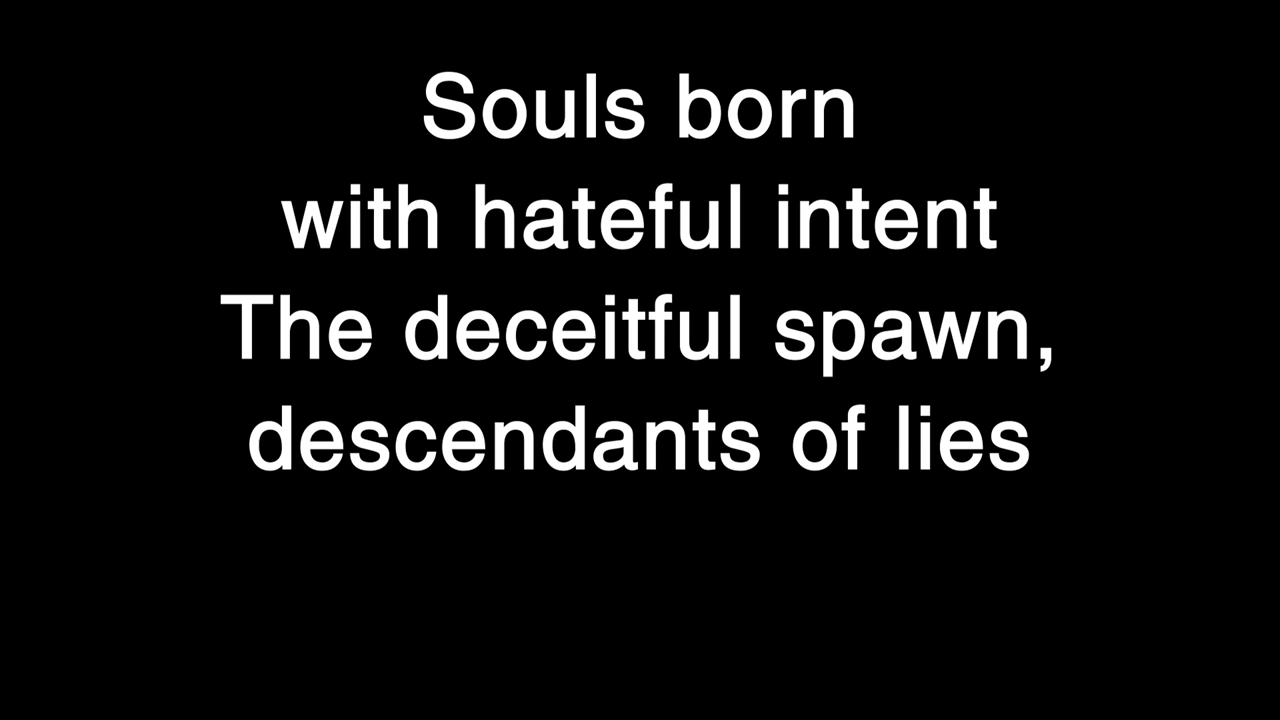 Souls born
with hateful intent
The deceitful spawn,
descendants of lies